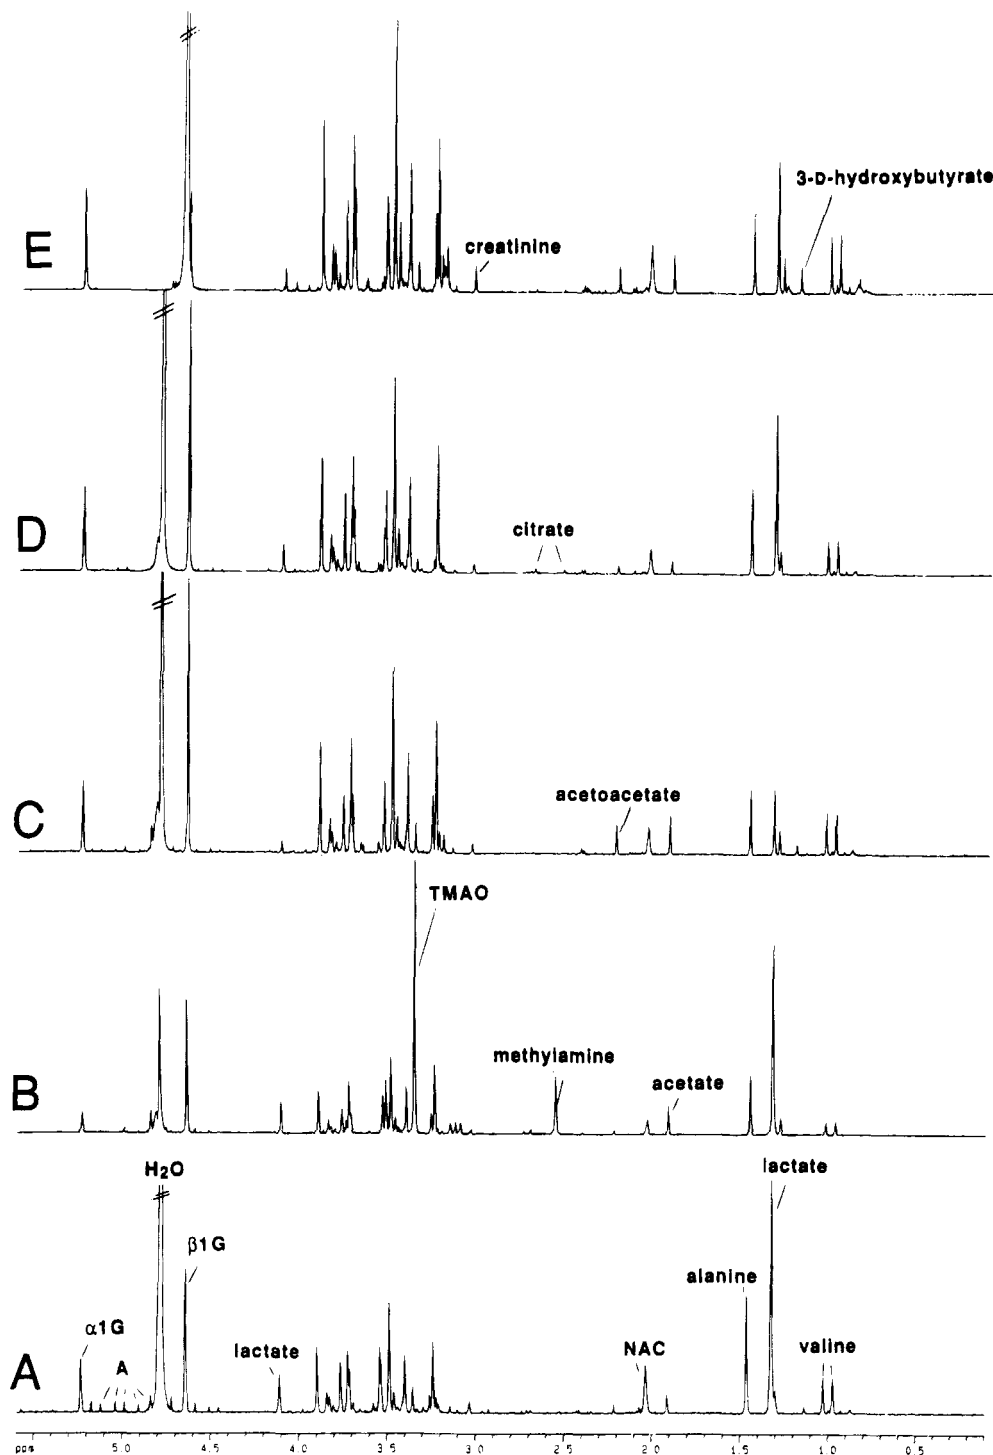 3-D-hydroxybutyrate
E
creatinine
D
citrate
acetoacetate
C
TMAO
methylamine
acetate
B
H2O
lactate
β1G
alanine
α1G
A
lactate
NAC
valine
A
ppm 5.0 4.5 4.0 3.5 3.0 2.5 2.0 1.5 1.0 0.5